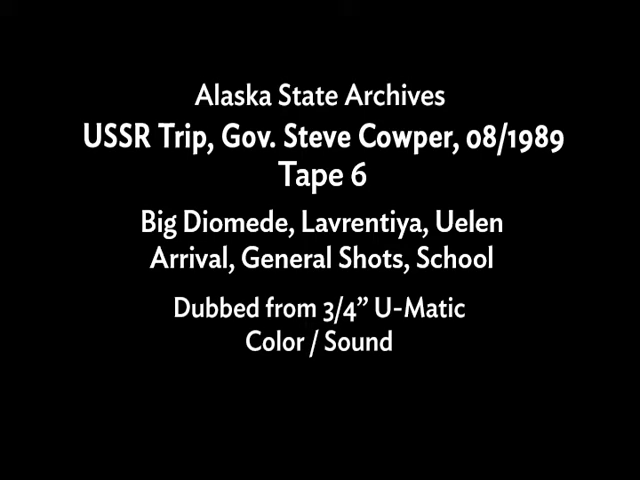 Alaska State Archives
USSR Trip, Gov. Steve Cowper, 08/1989
Tape 6
Big Diomede, Lavrentiya, Uelen
Arrival, General Shots, School
Dubbed from 3/4” U-Matic
Color / Sound